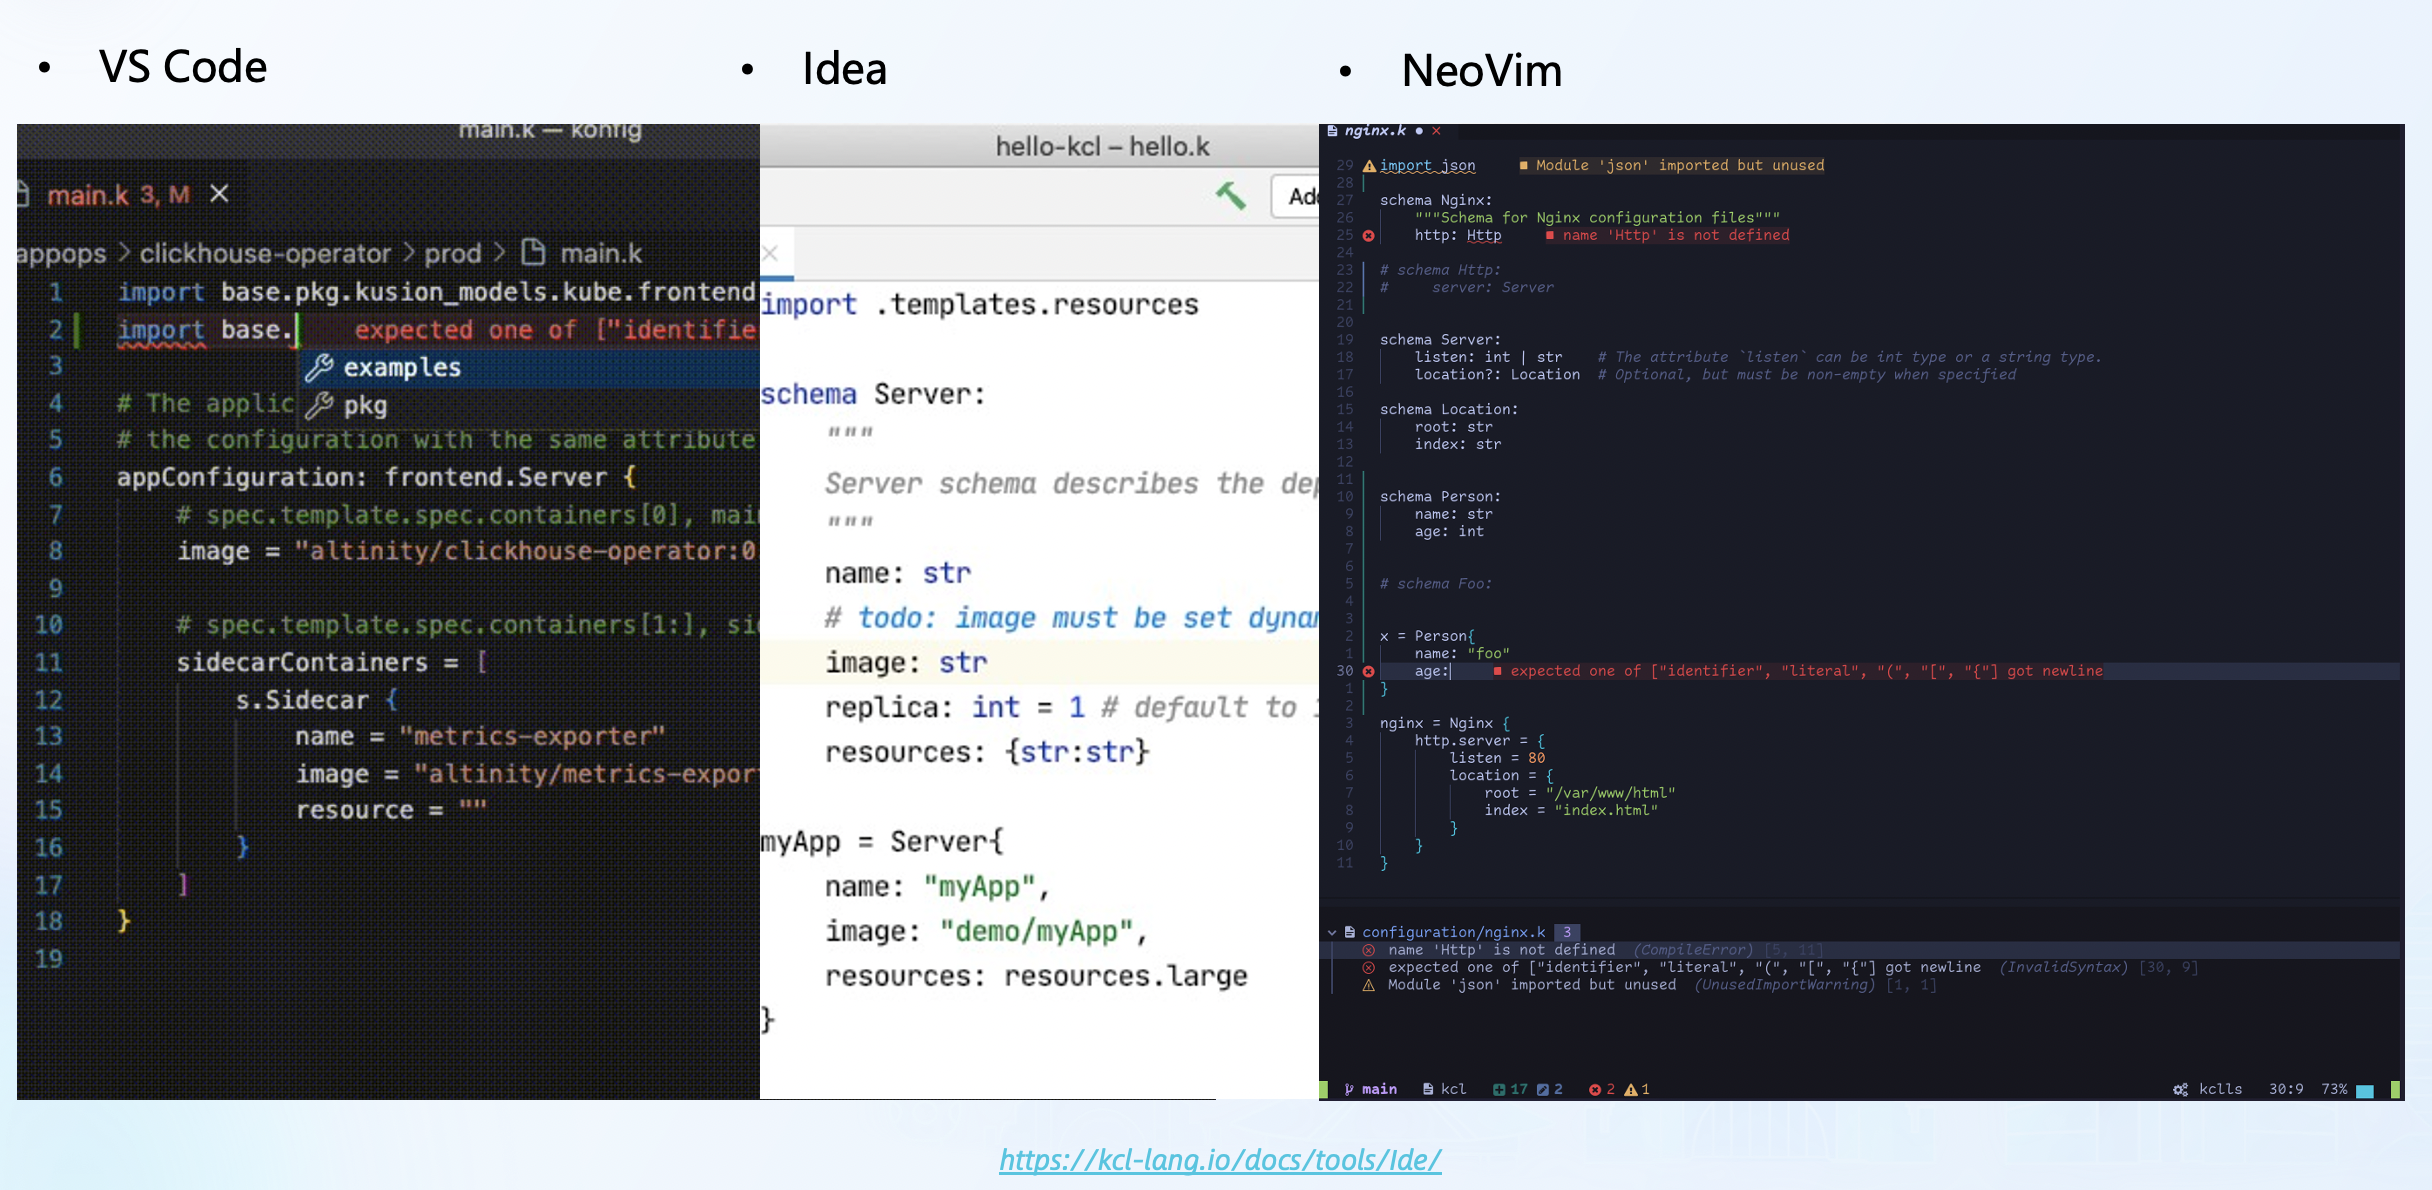 • VS Code
main.k — konfig
main.k 3, M ×
appops > clickhouse-operator > prod > main.k
1 import base.pkg.kusion_models.kube.frontend
2 import base. expected one of ["identifie
examples
pkg
3
4 # The applic
5 # the configuration with the same attribute
6 appConfiguration: frontend.Server {
7 # spec.template.spec.containers[0], mai
8 image = "altinity/clickhouse-operator:0
9
10 # spec.template.spec.containers[1:], si
11 sidecarContainers = [
12 s.Sidecar {
13 name = "metrics-exporter"
14 image = "altinity/metrics-expor
15 resource = ""
16 }
17 ]
18 }
19
• Idea
hello-kcl – hello.k
Add
×
import .templates.resources
schema Server:
"""
Server schema describes the dep
"""
name: str
# todo: image must be set dynam
image: str
replica: int = 1 # default to 1
resources: {str:str}
myApp = Server{
name: "myApp",
image: "demo/myApp",
resources: resources.large
}
• NeoVim
nginx.k ● ×
29 import json ■ Module 'json' imported but unused
28
27 schema Nginx:
26 """Schema for Nginx configuration files"""
25 http: Http ■ name 'Http' is not defined
24
23 # schema Http:
22 # server: Server
21
20
19 schema Server:
18 listen: int | str # The attribute `listen` can be int type or a string type.
17 location?: Location # Optional, but must be non-empty when specified
16
15 schema Location:
14 root: str
13 index: str
12
11
10 schema Person:
9 name: str
8 age: int
7
6
5 # schema Foo:
4
3
2 x = Person{
1 name: "foo"
30 age: ■ expected one of ["identifier", "literal", "(", "[", "{"] got newline
1 }
2
3 nginx = Nginx {
4 http.server = {
5 listen = 80
6 location = {
7 root = "/var/www/html"
8 index = "index.html"
9 }
10 }
11 }
configuration/nginx.k 3
name 'Http' is not defined (CompileError) [5, 11]
expected one of ["identifier", "literal", "(", "[", "{"] got newline (InvalidSyntax) [30, 9]
Module 'json' imported but unused (UnusedImportWarning) [1, 1]
main kcl 17 2 2 1 kclls 30:9 73%
https://kcl-lang.io/docs/tools/Ide/